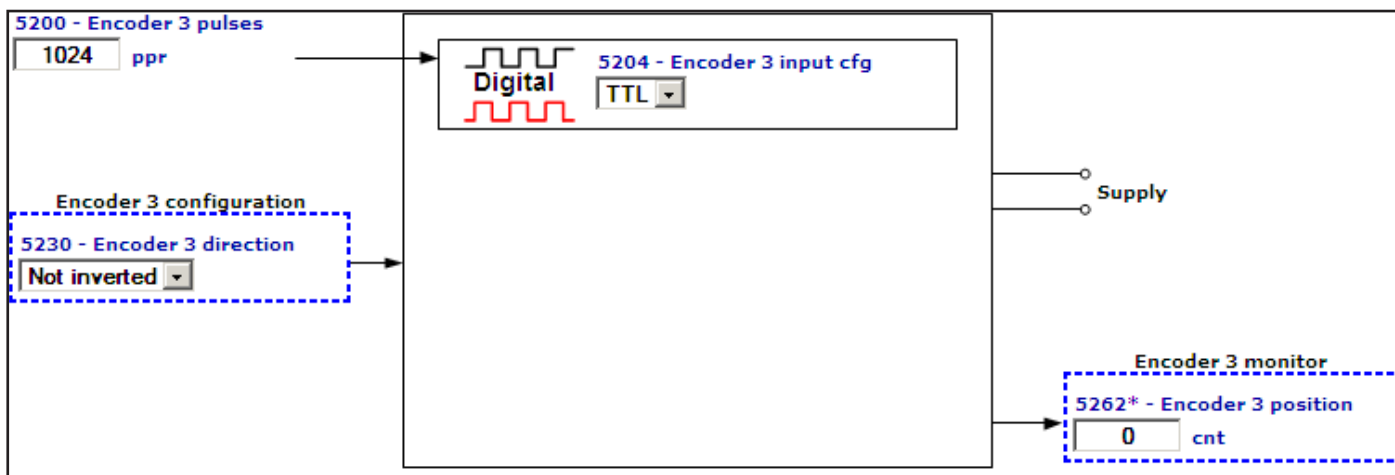 5200 - Encoder 3 pulses
1024 ppr
Digital
5204 - Encoder 3 input cfg
TTL
Supply
Encoder 3 configuration
5230 - Encoder 3 direction
Not inverted
Encoder 3 monitor
5262* - Encoder 3 position
0 cnt